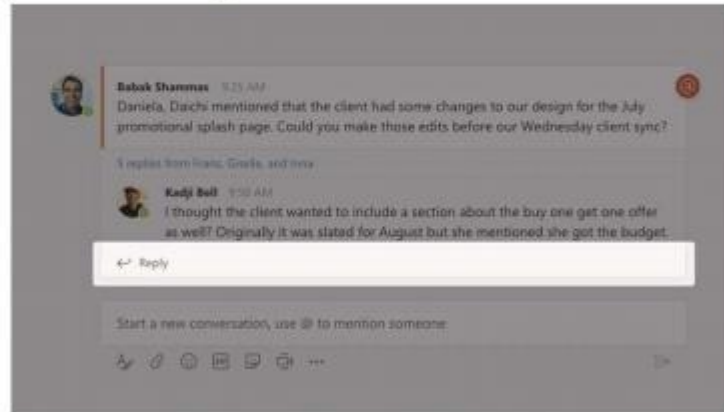 Babak Shammas 9:25 AM
Daniela, Daichi mentioned that the client had some changes to our design for the July
promotional splash page. Could you make those edits before our Wednesday client sync?
5 replies from Frans, Giselle, and
Kadji Bell 9:50 AM
I thought the client wanted to include a section about the buy one get one offer
as well? Originally it was slated for August but she mentioned she got the budget.
Reply
Start a new conversation, use @ to mention someone